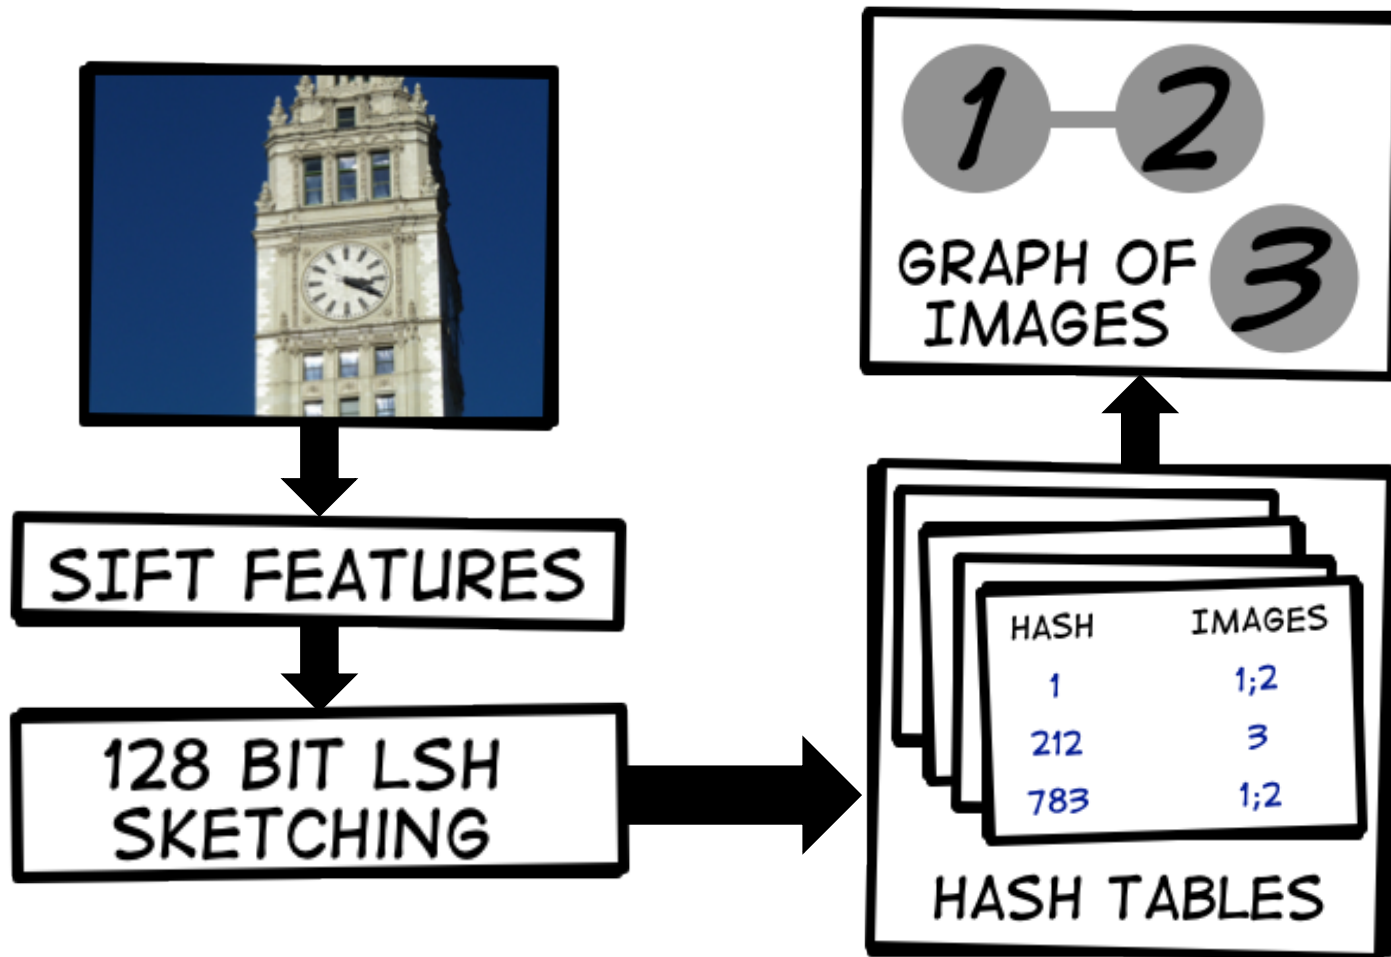 SIFT FEATURES
128 BIT LSH
SKETCHING
HASH IMAGES
1 1;2
212 3
783 1;2
HASH TABLES
1 2
GRAPH OF 3
IMAGES